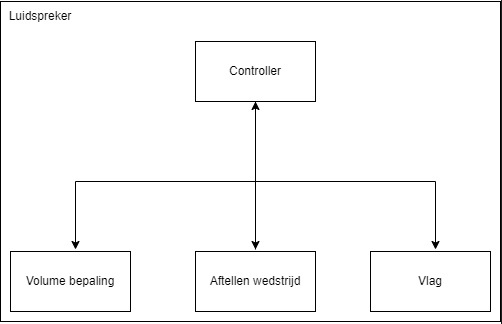 Luidspreker
Controller
Volume bepaling
Aftellen wedstrijd
Vlag